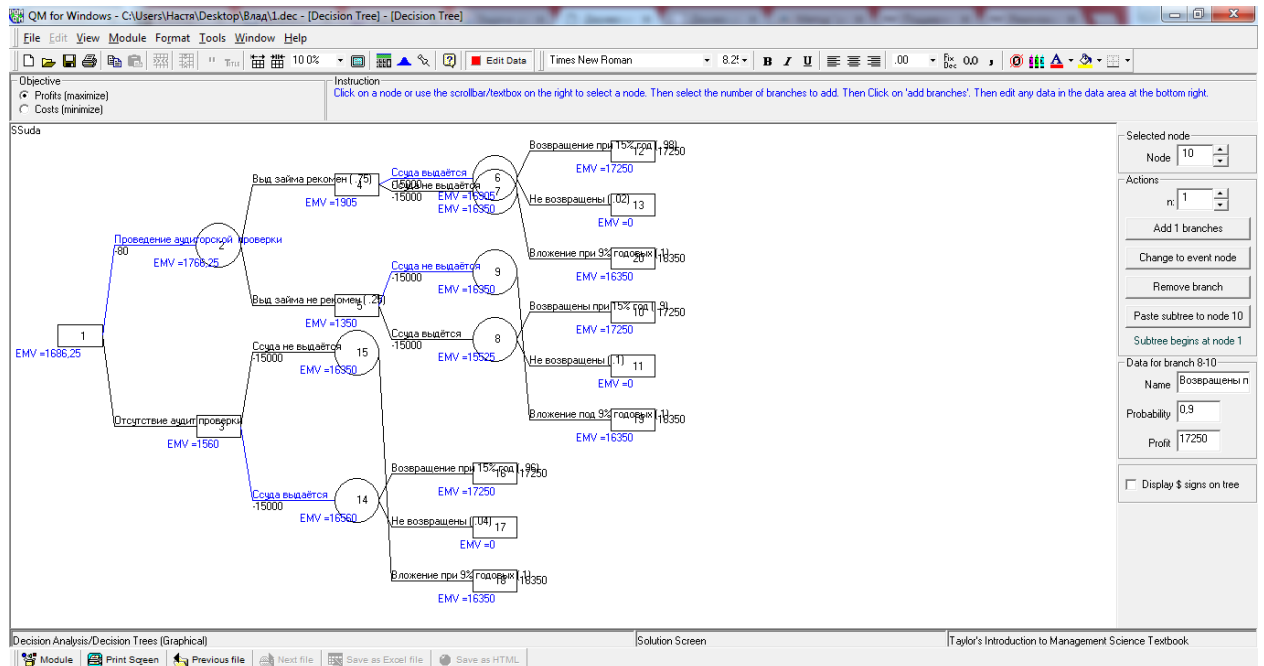 QM for Windows - C:\Users\Настя\Desktop\Влад\1.dec - [Decision Tree] - [Decision Tree]
File Edit View Module Format Tools Window Help
100% Edit Data Times New Roman 8.2! B I U .00 Fix Dec 0.0
Objective
Profits (maximize)
Costs (minimize)
Instruction
Click on a node or use the scrollbar/textbox on the right to select a node. Then select the number of branches to add. Then Click on 'add branches'. Then edit any data in the data area at the bottom right.
SSuda
Возвращение при 15% год (.98)
12 17250
EMV =17250
Выд займа рекомен (.75)
4
EMV =1905
Ссуда выдаётся
-15000
6
EMV =16905
Ссуда не выдаётся
-15000
7
EMV =16350
Не возвращены (.02)
13
EMV =0
Проведение аудиторской проверки
-80
2
EMV =1766,25
Вложение при 9% годовых (.1)
20 16350
EMV =16350
Ссуда не выдаётся
-15000
9
EMV =16350
Выд займа не рекомен (.25)
5
EMV =1350
Возвращены при 15% год (.9)
10 17250
EMV =17250
Ссуда выдётся
-15000
8
EMV =15525
1
EMV =1686,25
Ссуда не выдаётся
-15000
15
EMV =16350
Не возвращены (.1)
11
EMV =0
Отсутствие аудит проверки
3
EMV =1560
Вложение под 9% годовых (.1)
19 16350
EMV =16350
Возвращение при 15% год (.96)
16 17250
EMV =17250
Ссуда выдаётся
-15000
14
EMV =16560
Не возвращены (.04)
17
EMV =0
Вложение при 9% годовых (.1)
18 16350
EMV =16350
Selected node
Node 10
Actions
n: 1
Add 1 branches
Change to event node
Remove branch
Paste subtree to node 10
Subtree begins at node 1
Data for branch 8-10
Name Возвращены п
Probability 0,9
Profit 17250
Display $ signs on tree
Decision Analysis/Decision Trees (Graphical) Solution Screen Taylor's Introduction to Management Science Textbook
Module Print Screen Previous file Next file Save as Excel file Save as HTML